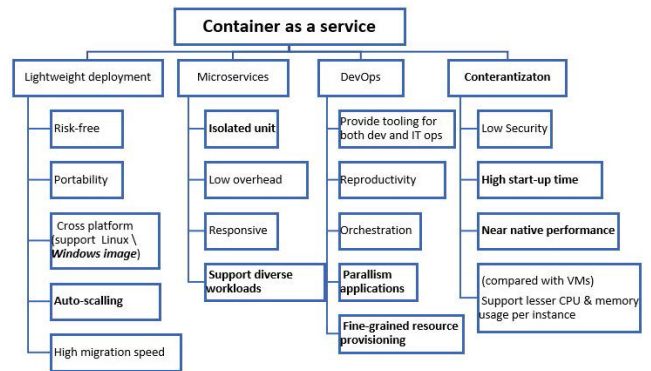 Container as a service
Lightweight deployment
Risk-free
Portability
Cross platform
(support Linux \
Windows image)
Auto-scalling
High migration speed
Microservices
Isolated unit
Low overhead
Responsive
Support diverse
workloads
DevOps
Provide tooling for
both dev and IT ops
Reproductivity
Orchestration
Parallism
applications
Fine-grained resource
provisioning
Conterantizaton
Low Security
High start-up time
Near native performance
(compared with VMs)
Support lesser CPU & memory
usage per instance